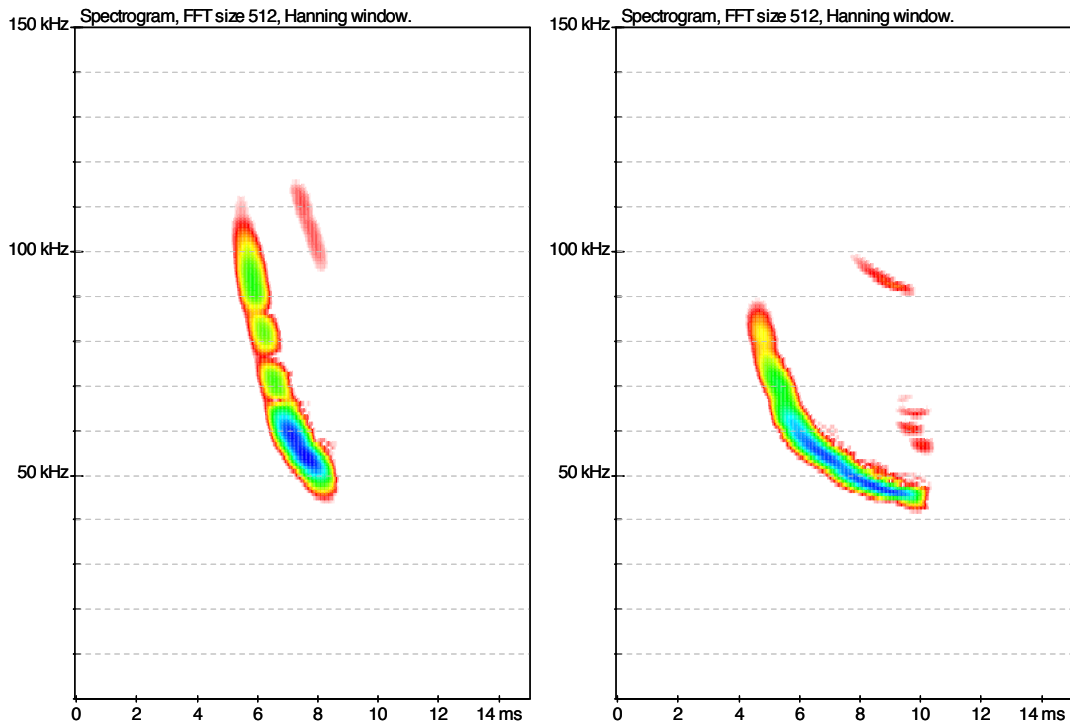 Spectrogram, FFT size 512, Hanning window.
150 kHz
100 kHz
50 kHz
0 2 4 6 8 10 12 14 ms
Spectrogram, FFT size 512, Hanning window.
150 kHz
100 kHz
50 kHz
0 2 4 6 8 10 12 14 ms